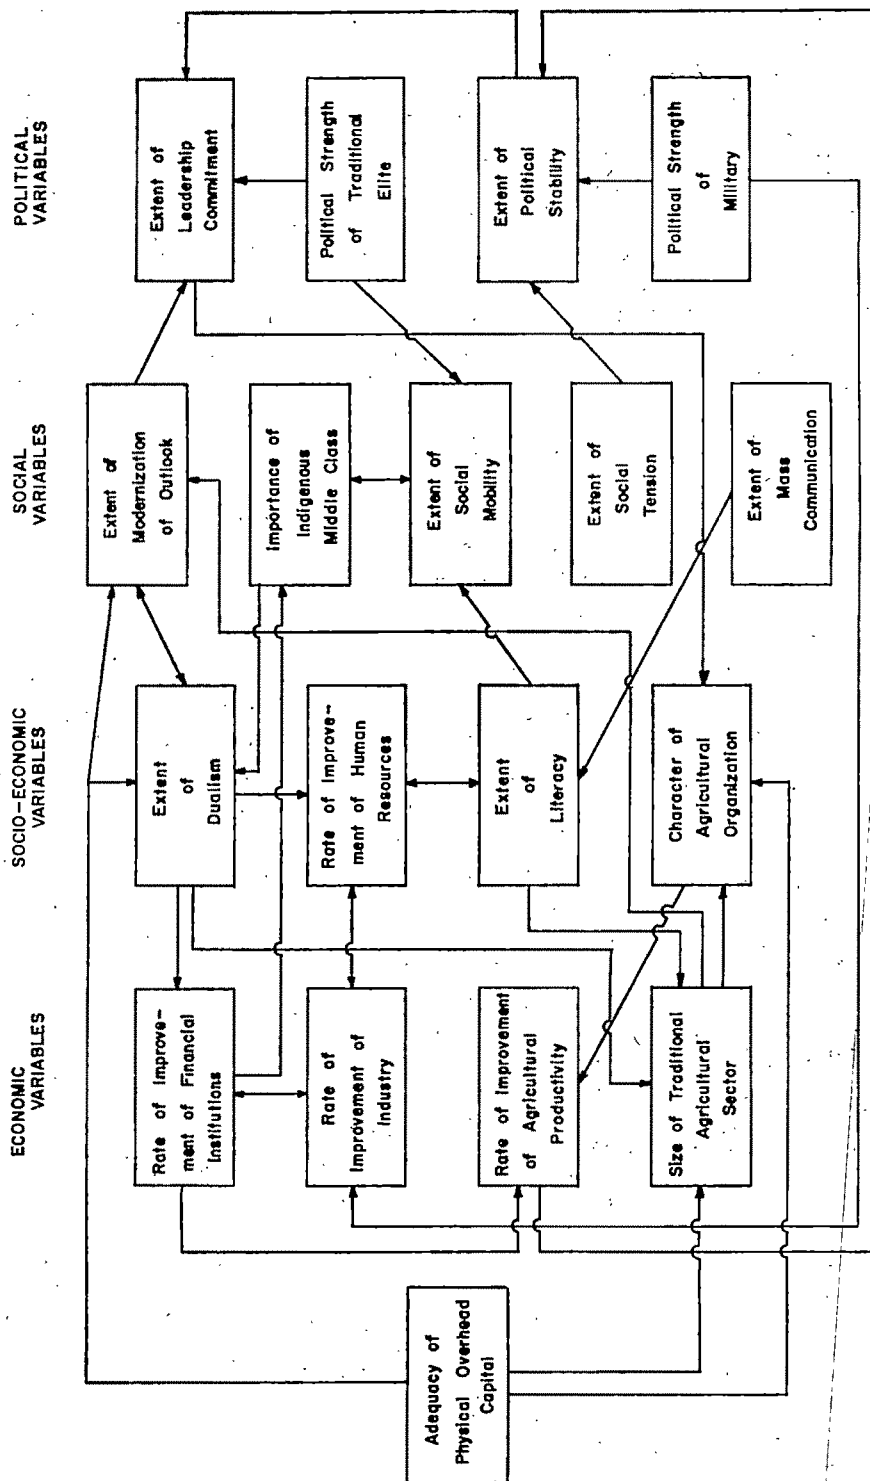 ECONOMIC
VARIABLES
SOCIO-ECONOMIC
VARIABLES
SOCIAL
VARIABLES
POLITICAL
VARIABLES
Adequacy of
Physical Overhead
Capital
Rate of Improve-
ment of Financial
Institutions
Rate of
Improvement of
Industry
Rate of Improvement
of Agricultural
Productivity
Size of Traditional
Agricultural
Sector
Extent of
Dualism
Rate of Improve-
ment of Human
Resources
Extent of
Literacy
Character of
Agricultural
Organization
Extent of
Modernization
of Outlook
Importance of
Indigenous
Middle Class
Extent of
Social
Mobility
Extent of
Social
Tension
Extent of
Mass
Communication
Extent of
Leadership
Commitment
Political Strength
of Traditional
Elite
Extent of
Political
Stability
Political Strength
of
Military